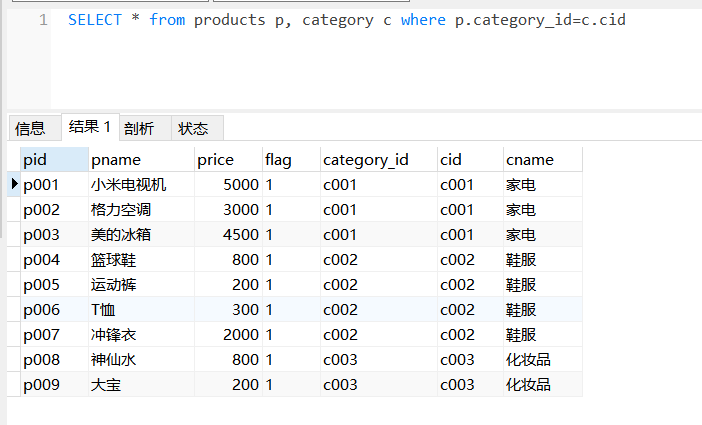 1 SELECT * from products p, category c where p.category_id=c.cid
信息 结果 1 剖析 状态
pid pname price flag category_id cid cname
p001 小米电视机 5000 1 c001 c001 家电
p002 格力空调 3000 1 c001 c001 家电
p003 美的冰箱 4500 1 c001 c001 家电
p004 篮球鞋 800 1 c002 c002 鞋服
p005 运动裤 200 1 c002 c002 鞋服
p006 T恤 300 1 c002 c002 鞋服
p007 冲锋衣 2000 1 c002 c002 鞋服
p008 神仙水 800 1 c003 c003 化妆品
p009 大宝 200 1 c003 c003 化妆品